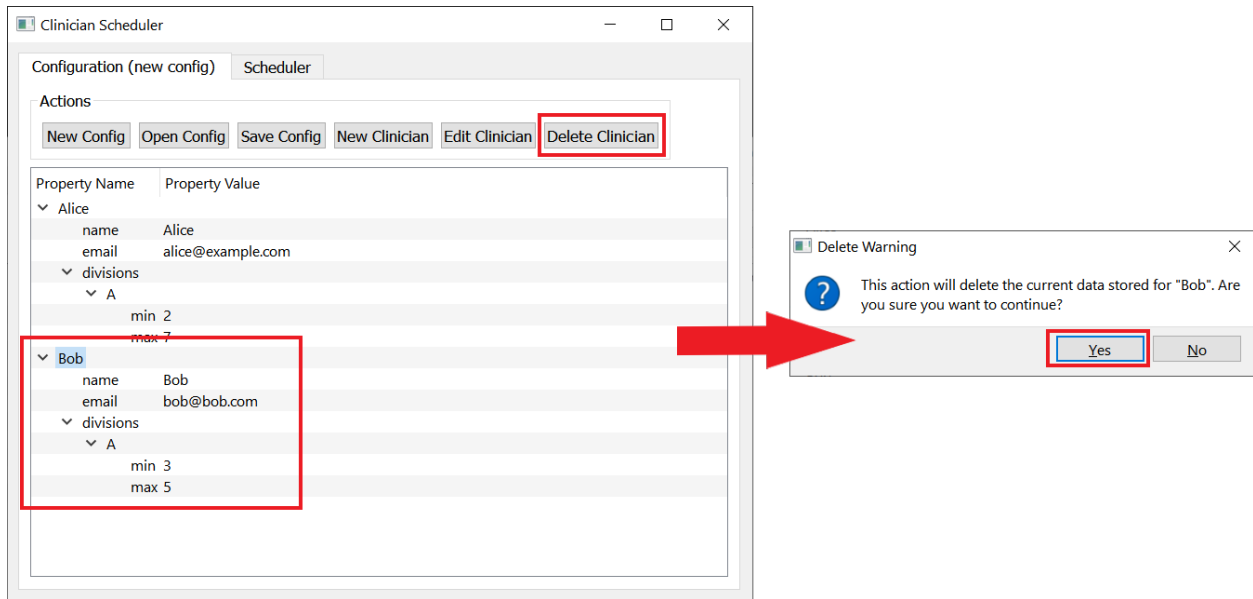 Clinician Scheduler
Configuration (new config) Scheduler
Actions
New Config Open Config Save Config New Clinician Edit Clinician Delete Clinician
Property Name Property Value
Alice
name Alice
email alice@example.com
divisions
A
min 2
max 7
Bob
name Bob
email bob@bob.com
divisions
A
min 3
max 5
Delete Warning
This action will delete the current data stored for "Bob". Are
you sure you want to continue?
Yes No